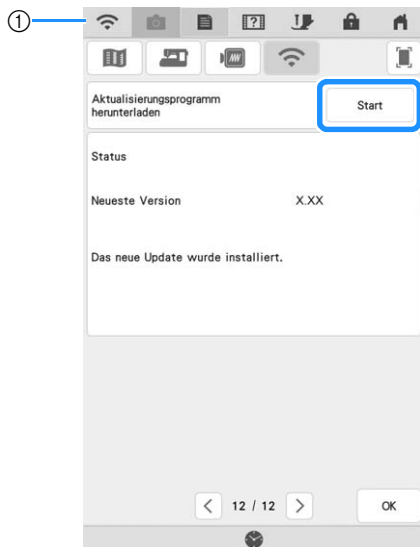 ①
Aktualisierungsprogramm
herunterladen
Start
Status
Neueste Version X.XX
Das neue Update wurde installiert.
12 / 12
OK